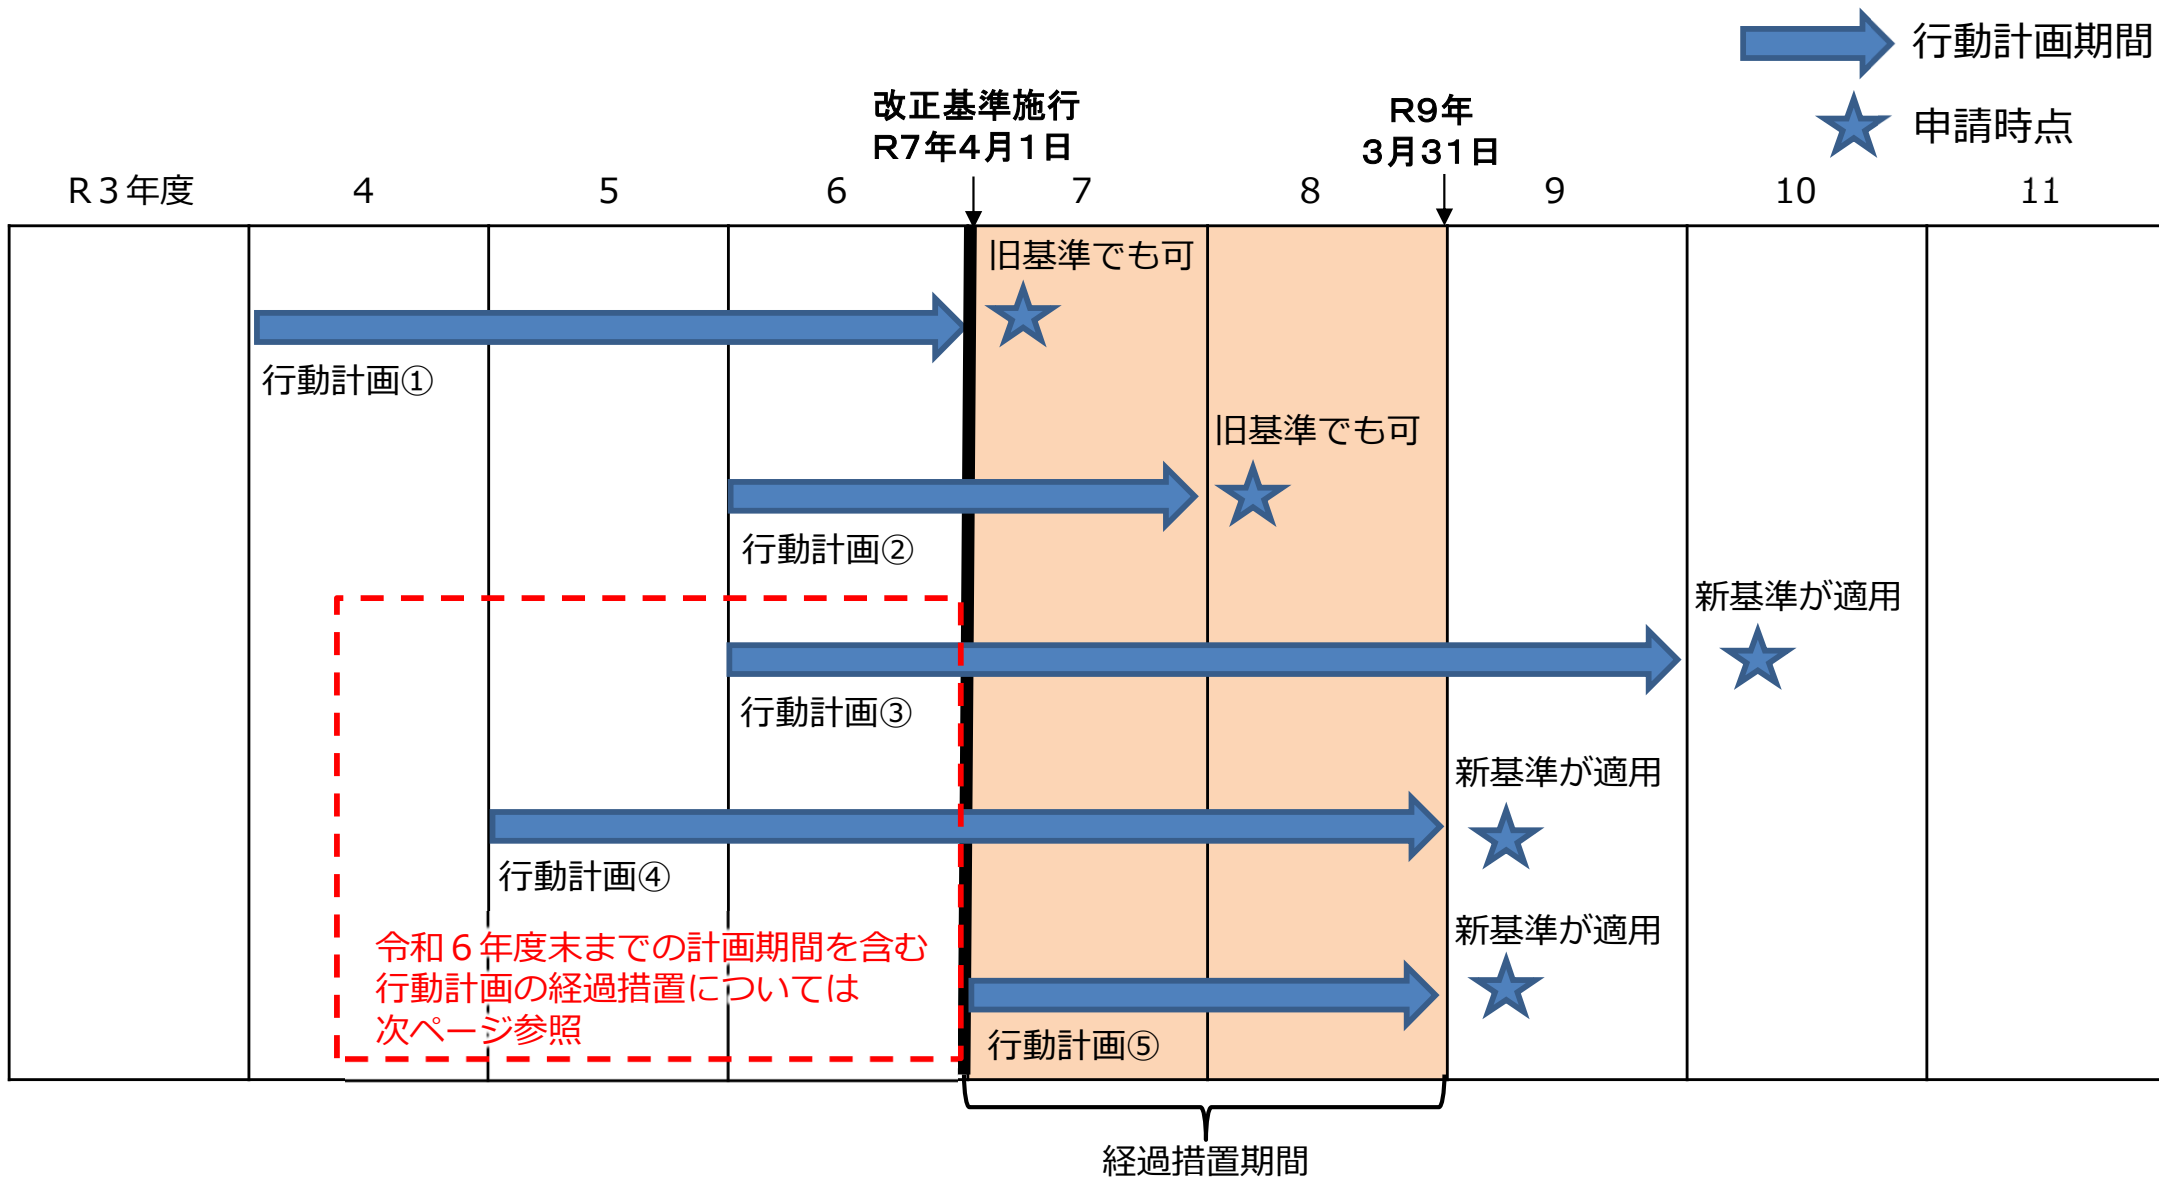 行動計画期間
申請時点
改正基準施行
R7年4月1日
R9年
3月31日
R3年度
4
5
6
7
8
9
10
11
旧基準でも可
行動計画①
旧基準でも可
行動計画②
新基準が適用
行動計画③
新基準が適用
行動計画④
新基準が適用
令和6年度末までの計画期間を含む
行動計画の経過措置については
次ページ参照
行動計画⑤
経過措置期間